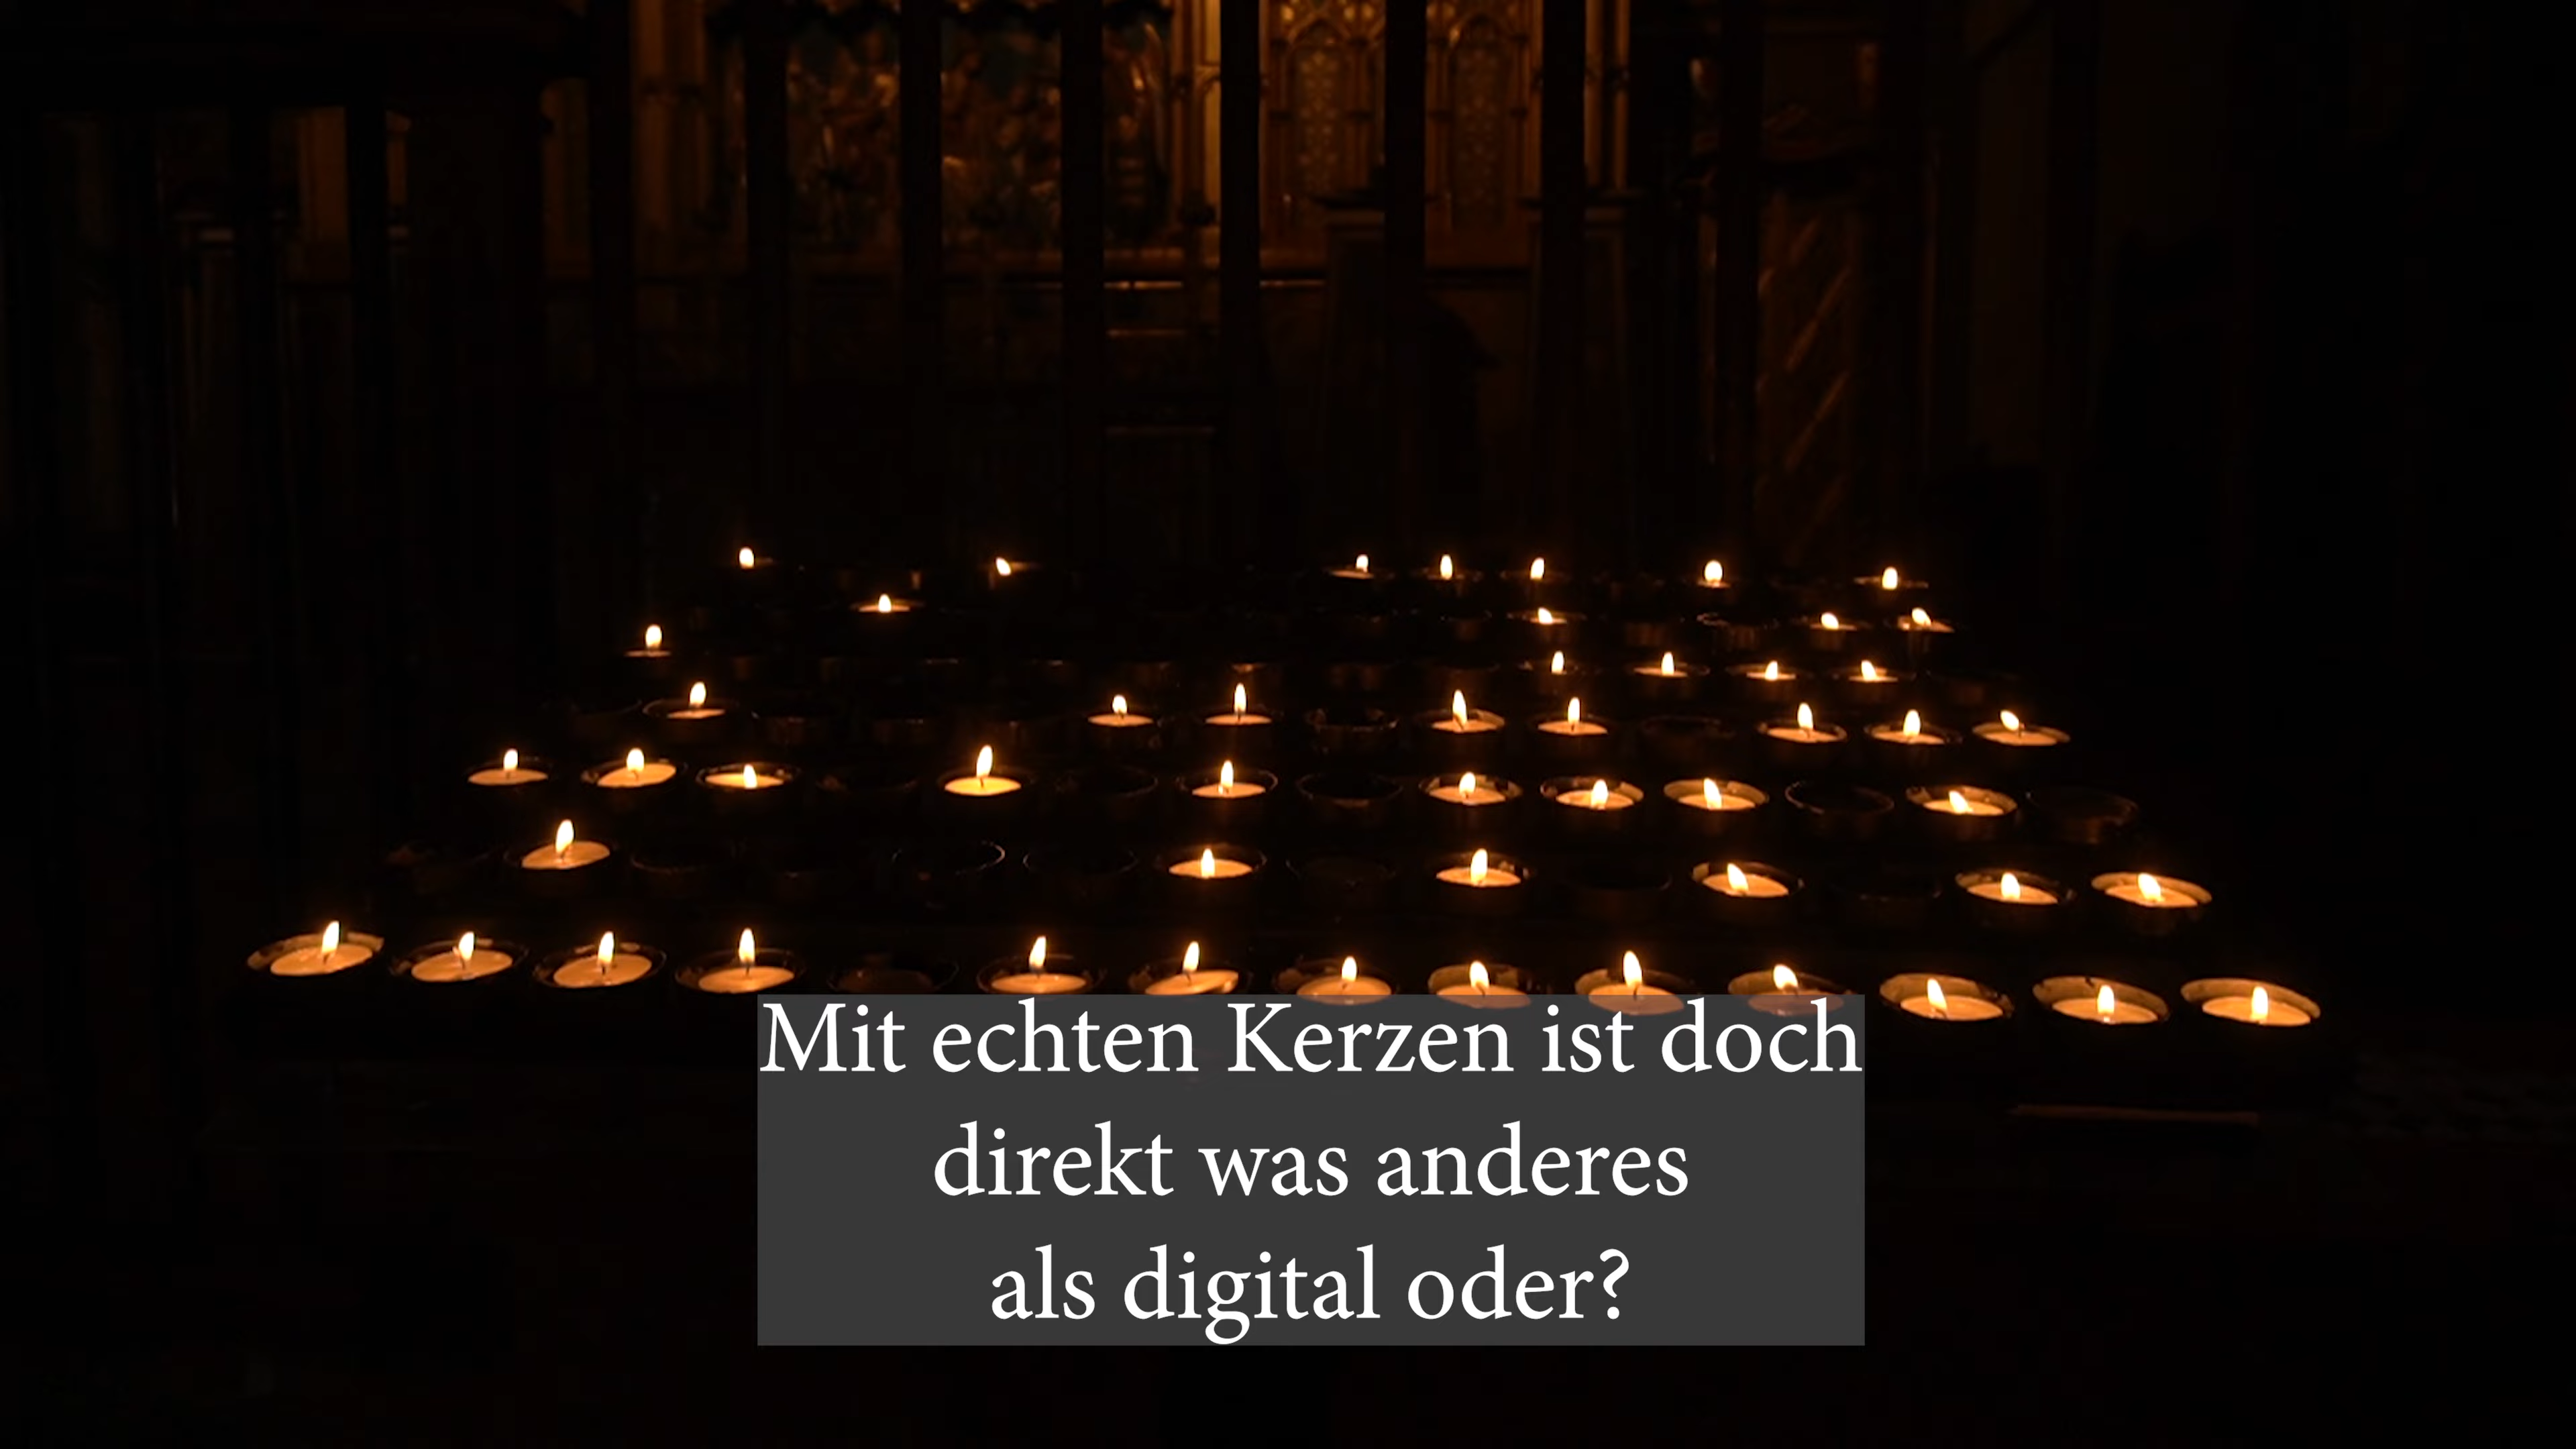 Mit echten Kerzen ist doch
direkt was anderes
als digital oder?